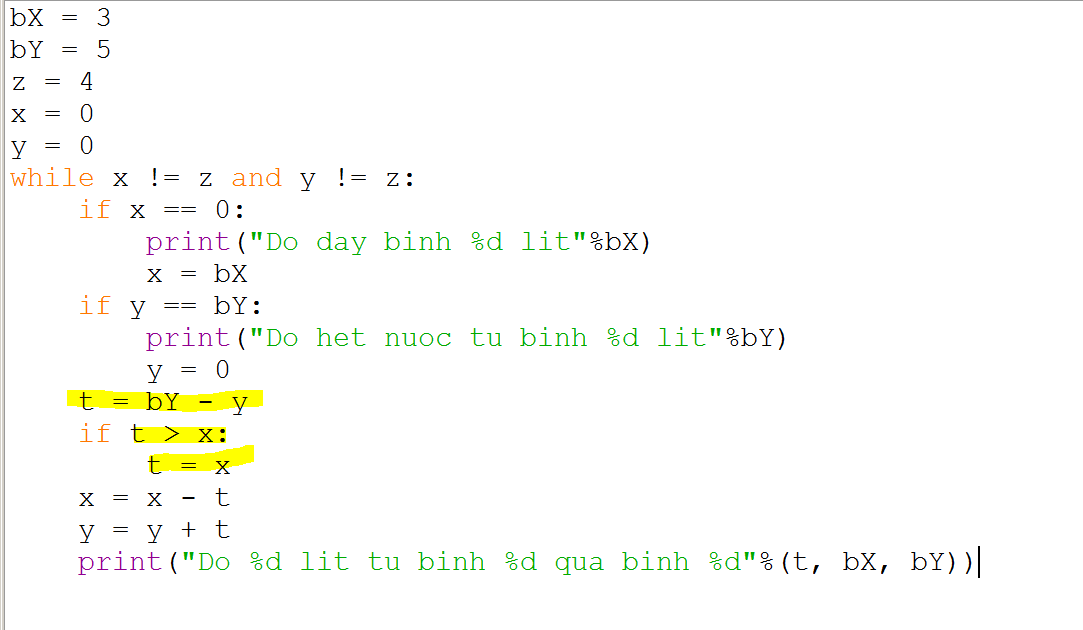 bX = 3
bY = 5
z = 4
x = 0
y = 0
while x != z and y != z:
    if x == 0:
        print("Do day binh %d lit"%bX)
        x = bX
    if y == bY:
        print("Do het nuoc tu binh %d lit"%bY)
        y = 0
    t = bY - y
    if t > x:
        t = x
    x = x - t
    y = y + t
    print("Do %d lit tu binh %d qua binh %d"%(t, bX, bY))